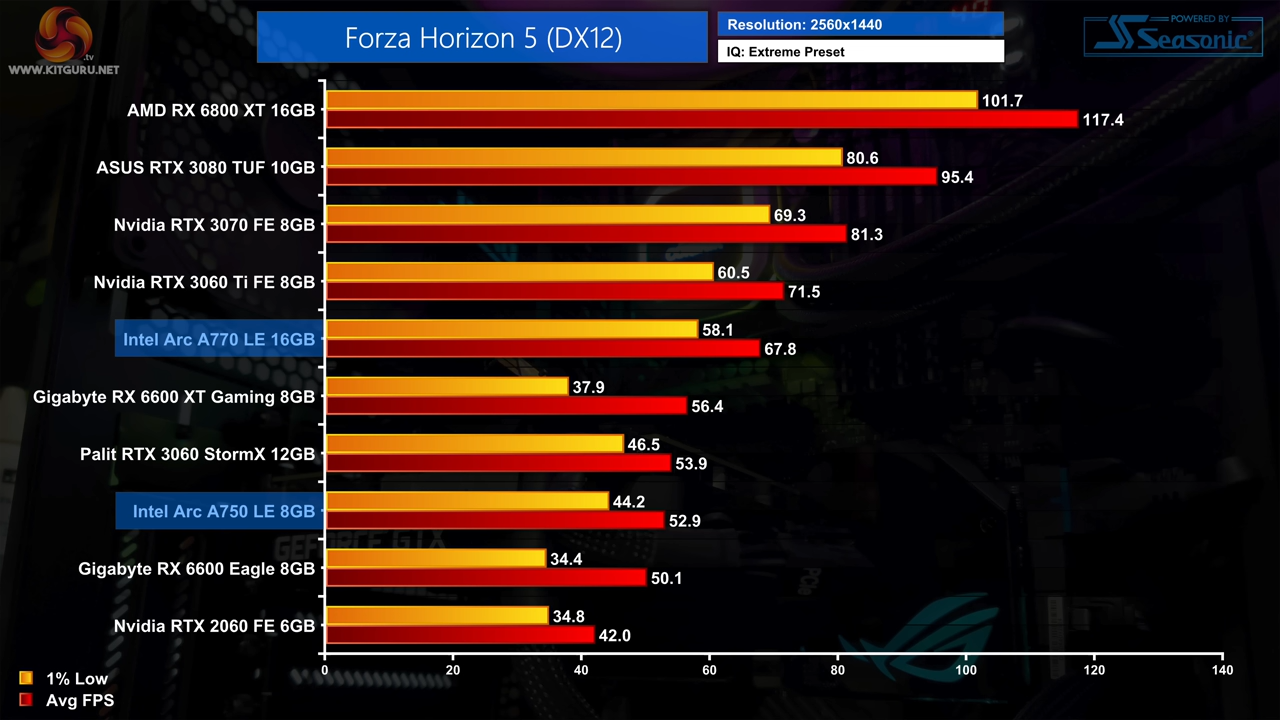 .tv
WWW.KITGURU.NET
Forza Horizon 5 (DX12)
Resolution: 2560x1440
IQ: Extreme Preset
POWERED BY
Seasonic
AMD RX 6800 XT 16GB 101.7 117.4
ASUS RTX 3080 TUF 10GB 80.6 95.4
Nvidia RTX 3070 FE 8GB 69.3 81.3
Nvidia RTX 3060 Ti FE 8GB 60.5 71.5
Intel Arc A770 LE 16GB 58.1 67.8
Gigabyte RX 6600 XT Gaming 8GB 37.9 56.4
Palit RTX 3060 StormX 12GB 46.5 53.9
Intel Arc A750 LE 8GB 44.2 52.9
GEFORCE GTX
Gigabyte RX 6600 Eagle 8GB 34.4 50.1
PCIe
Nvidia RTX 2060 FE 6GB 34.8 42.0
0 20 40 60 80 100 120 140
1% Low
Avg FPS